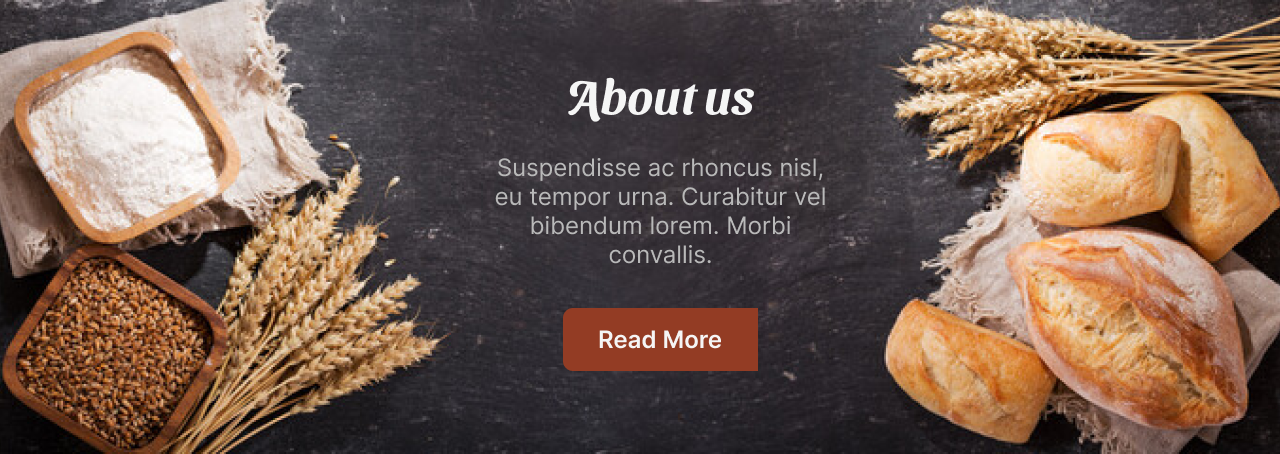 About us
Suspendisse ac rhoncus nisl,
eu tempor urna. Curabitur vel
bibendum lorem. Morbi
convallis.
Read More